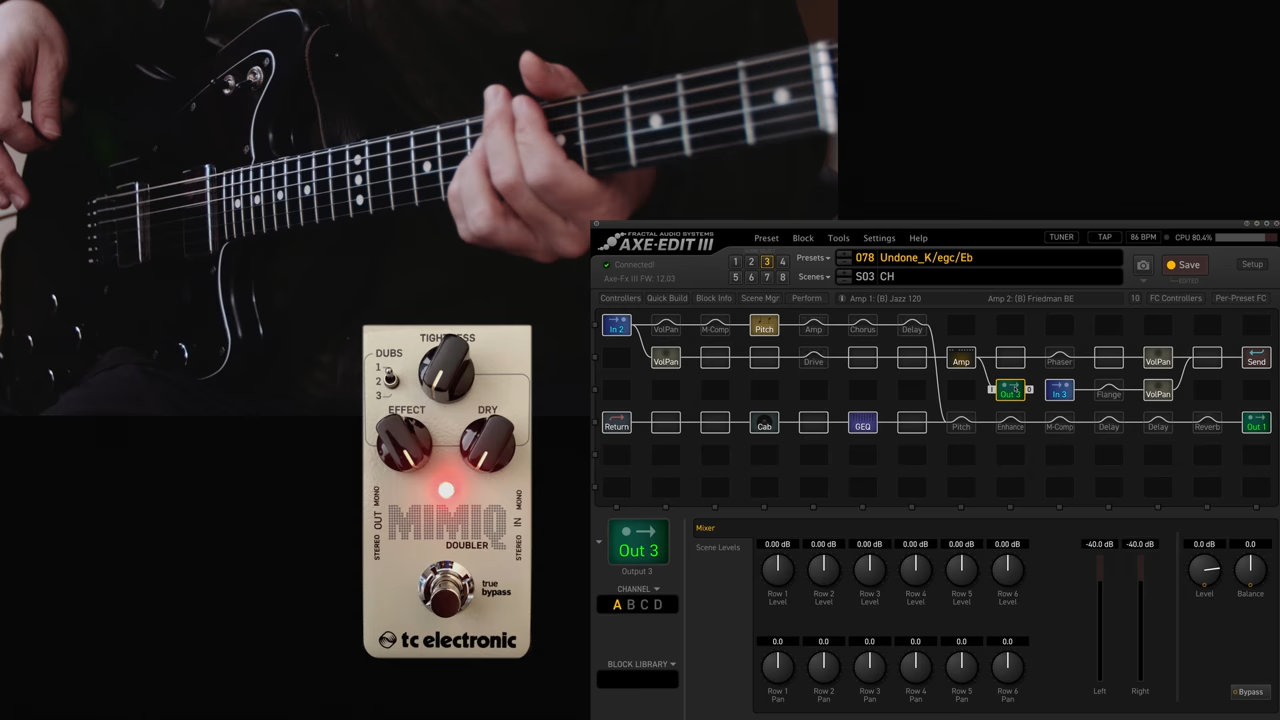 FRACTAL AUDIO SYSTEMS
AXE-EDIT III
Preset Block Tools Settings Help
TUNER TAP 86 BPM CPU 80.4%
Connected!
Axe-Fx III FW: 12.03
1 2 3 4
5 6 7 8
Presets 078 Undone_K/egc/Eb
Scenes S03 CH
Save
EDITED
Setup
Controllers Quick Build Block Info Scene Mgr Perform Amp 1: (B) Jazz 120 Amp 2: (B) Friedman BE 10 FC Controllers Per-Preset FC
In 2 VolPan M-Comp Pitch Amp Chorus Delay
VolPan Drive Amp Phaser VolPan Send
Out 3 In 3 Flange VolPan
Return Cab GEQ Pitch Enhance M-Comp Delay Delay Reverb Out 1
Out 3
Output 3
CHANNEL
A B C D
BLOCK LIBRARY
Mixer
Scene Levels
0.00 dB 0.00 dB 0.00 dB 0.00 dB 0.00 dB 0.00 dB -40.0 dB -40.0 dB 0.0 dB 0.0
Row 1 Level Row 2 Level Row 3 Level Row 4 Level Row 5 Level Row 6 Level Level Balance
0.0 0.0 0.0 0.0 0.0 0.0
Row 1 Pan Row 2 Pan Row 3 Pan Row 4 Pan Row 5 Pan Row 6 Pan Left Right
Bypass
DUBS
1
2
3
EFFECT DRY
STEREO OUT MONO
STEREO IN MONO
MIMIQ
DOUBLER
true
bypass
tc electronic